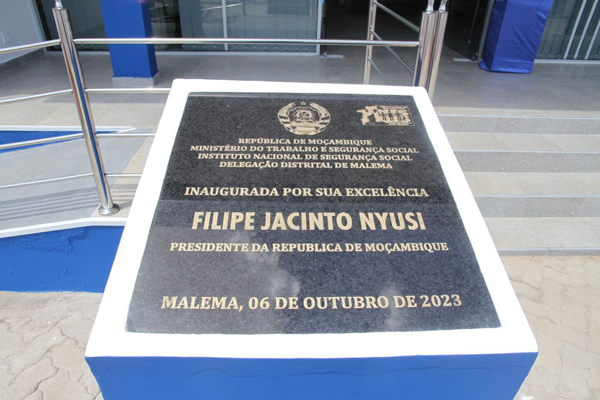 REPÚBLICA DE MOÇAMBIQUE
MINISTÉRIO DO TRABALHO E SEGURANÇA SOCIAL
INSTITUTO NACIONAL DE SEGURANÇA SOCIAL
DELEGAÇÃO DISTRITAL DE MALEMA
INAUGURADA POR SUA EXCELÊNCIA
FILIPE JACINTO NYUSI
PRESIDENTE DA REPUBLICA DE MOÇAMBIQUE
MALEMA, 06 DE OUTUBRO DE 2023